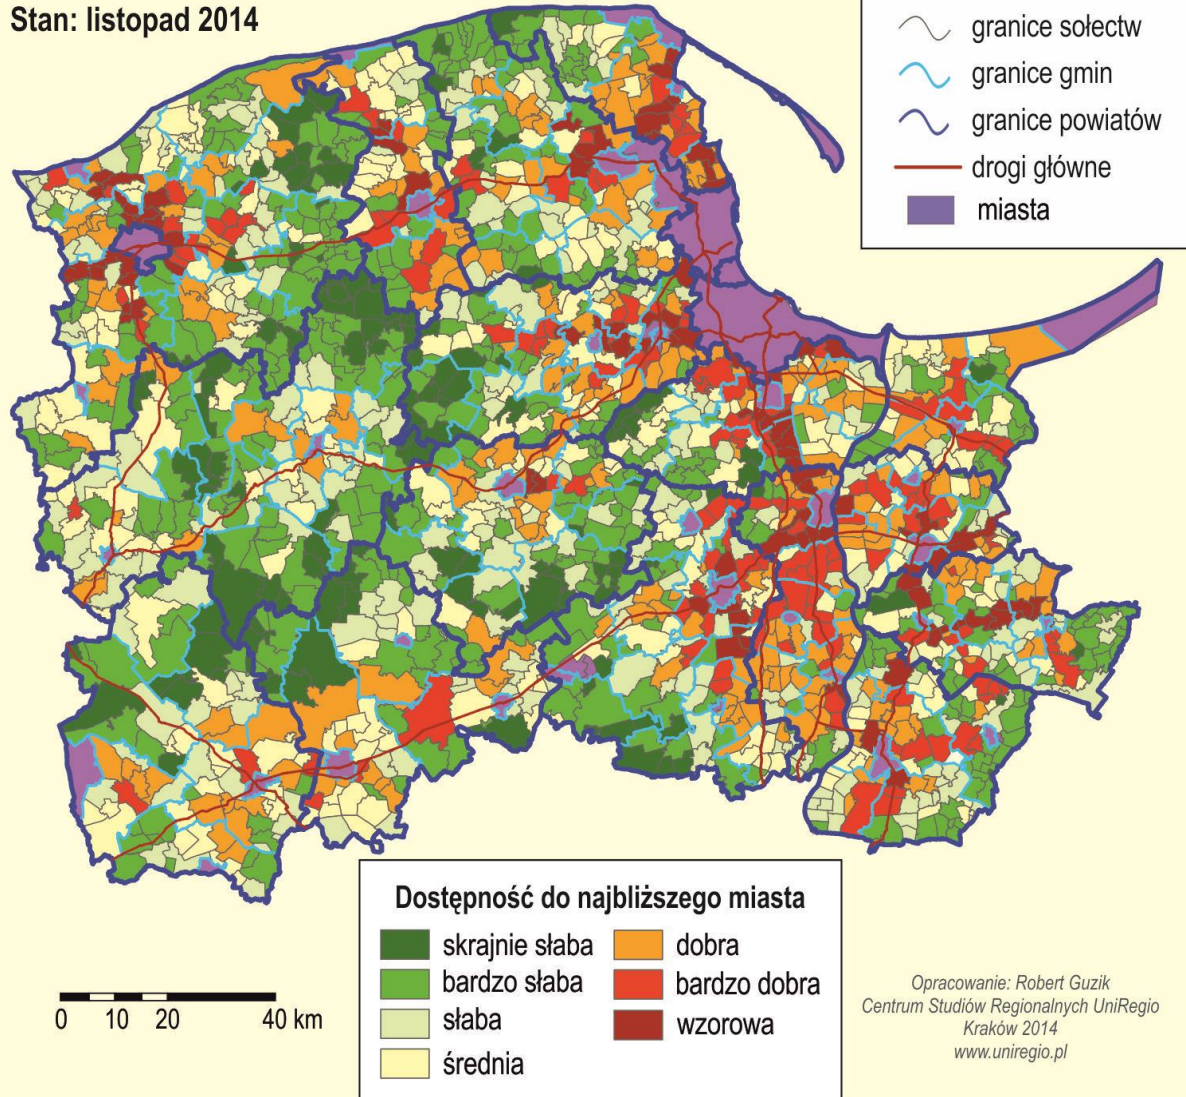 Stan: listopad 2014
granice sołectw
granice gmin
granice powiatów
drogi główne
miasta
Dostępność do najbliższego miasta
skrajnie słaba
bardzo słaba
słaba
średnia
dobra
bardzo dobra
wzorowa
0 10 20 40 km
Opracowanie: Robert Guzik
Centrum Studiów Regionalnych UniRegio
Kraków 2014
www.uniregio.pl